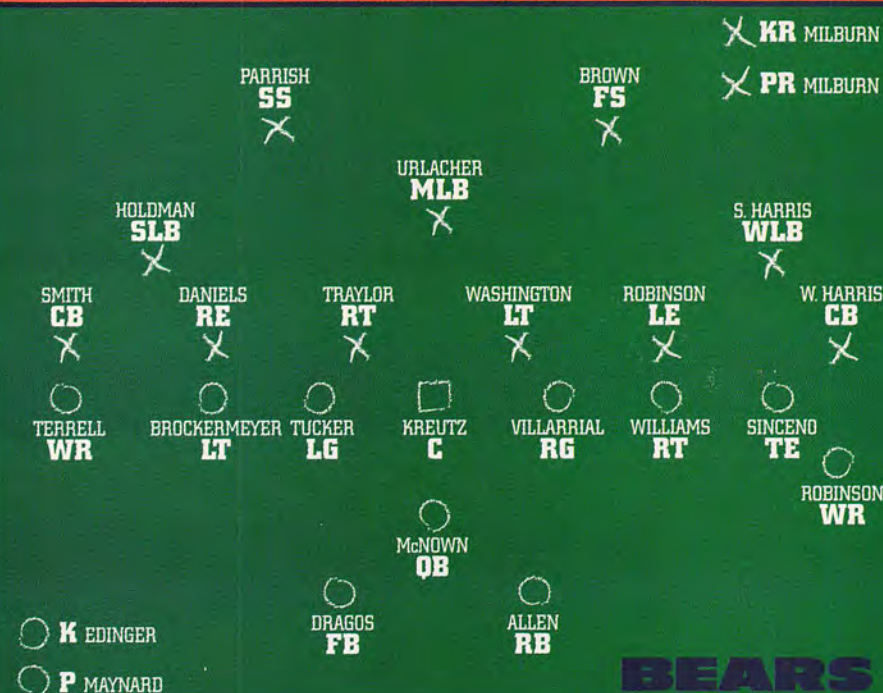 KR MILBURN
PR MILBURN
PARRISH
SS
BROWN
FS
URLACHER
MLB
HOLDMAN
SLB
S. HARRIS
WLB
SMITH
CB
DANIELS
RE
TRAYLOR
RT
WASHINGTON
LT
ROBINSON
LE
W. HARRIS
CB
TERRELL
WR
BROCKERMEYER
LT
TUCKER
LG
KREUTZ
C
VILLARRIAL
RG
WILLIAMS
RT
SINCENO
TE
ROBINSON
WR
McNOWN
QB
DRAGOS
FB
ALLEN
RB
K EDINGER
P MAYNARD
BEARS